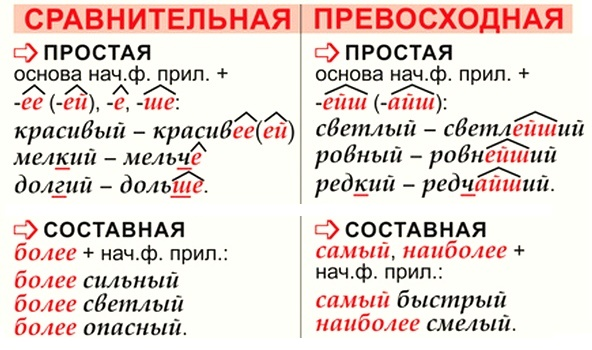 СРАВНИТЕЛЬНАЯ
ПРОСТАЯ
основа нач.ф. прил. +
-ее (-ей), -е, -ше:
красивый – красивее(ей)
мелкий – мельче
долгий – дольше.
СОСТАВНАЯ
более + нач.ф. прил.:
более сильный
более светлый
более опасный.
ПРЕВОСХОДНАЯ
ПРОСТАЯ
основа нач.ф. прил. +
-ейш (-айш):
светлый – светлейший
ровный – ровнейший
редкий – редчайший.
СОСТАВНАЯ
самый, наиболее +
нач.ф. прил.:
самый быстрый
наиболее смелый.